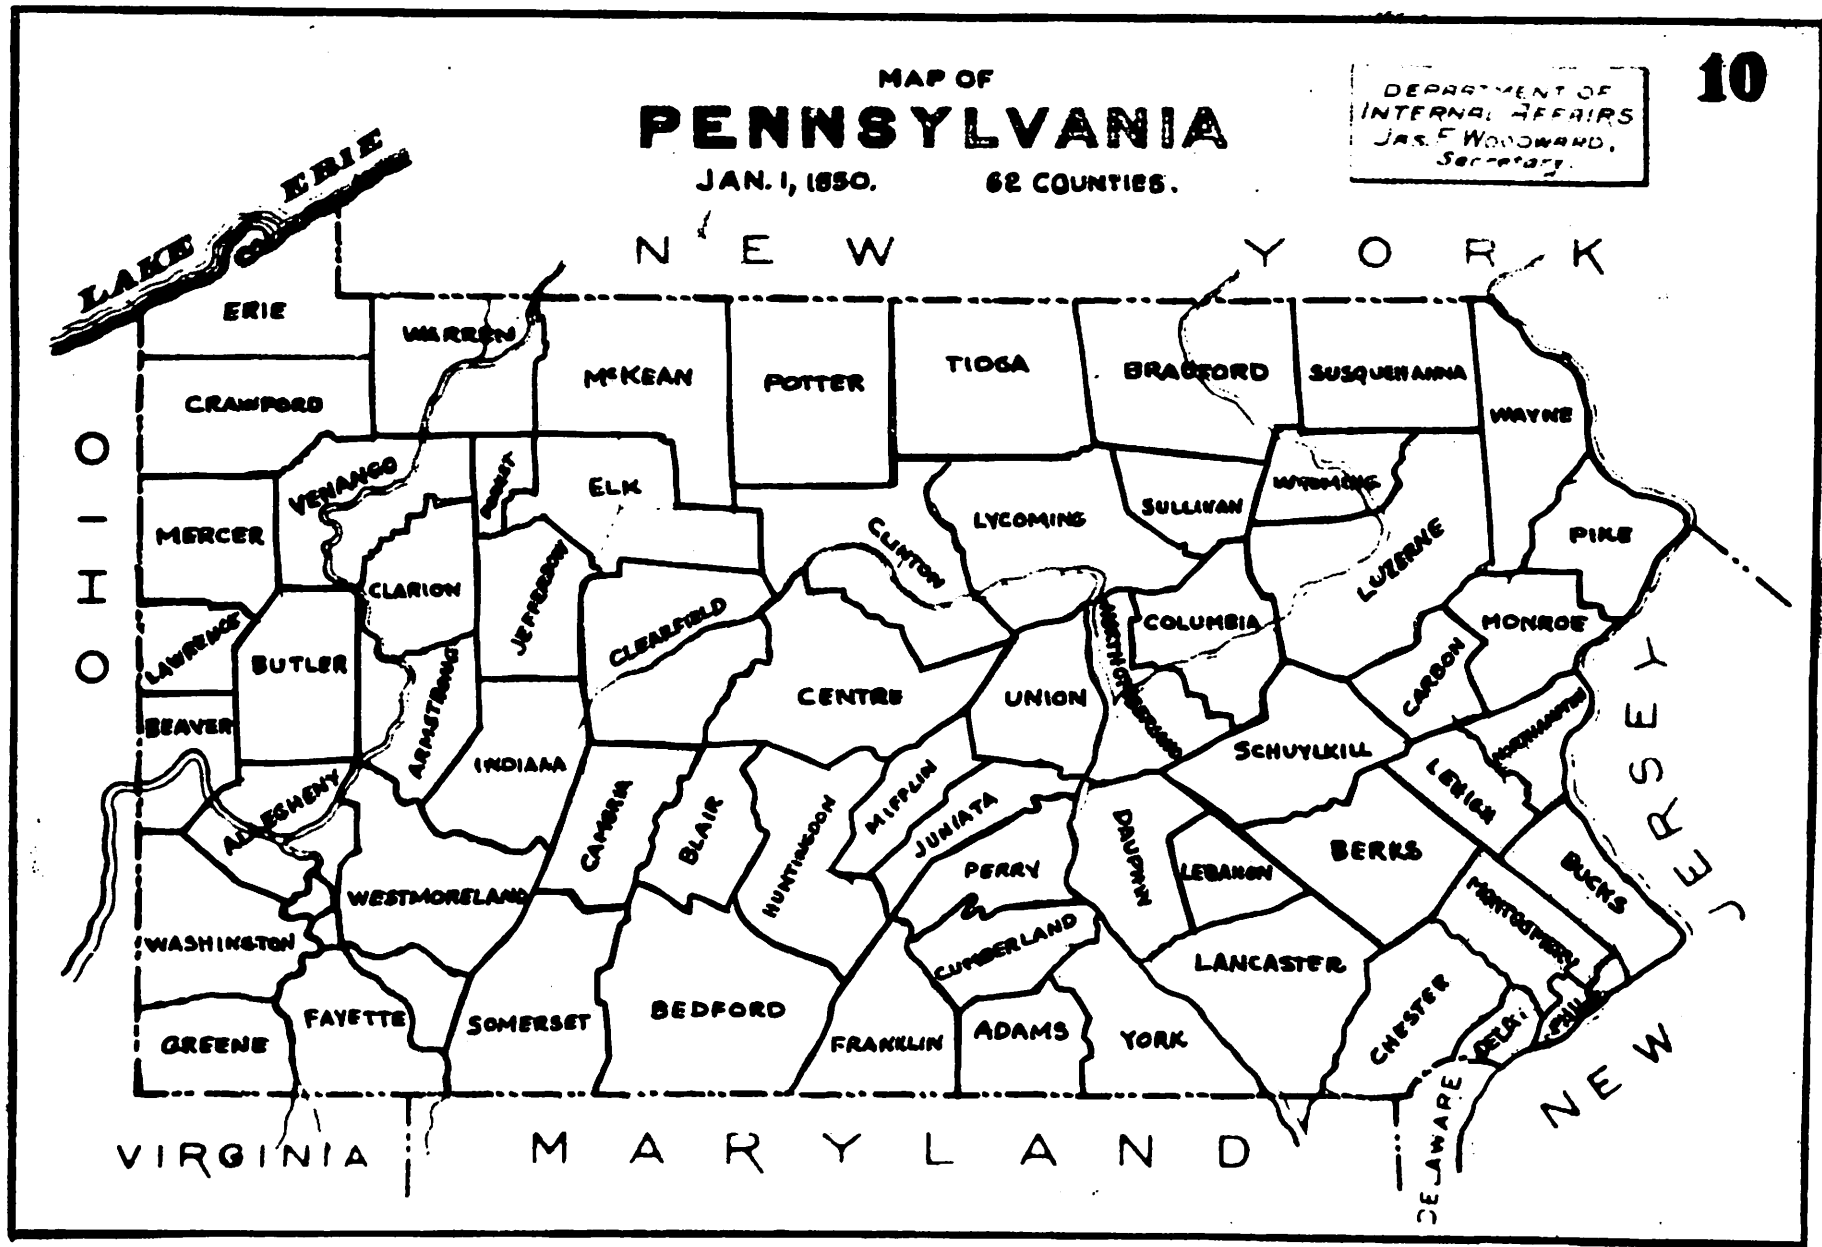 MAP OF
PENNSYLVANIA
JAN. 1, 1850. 62 COUNTIES.
DEPARTMENT OF
INTERNAL AFFAIRS
JAS. F. WOODWARD,
Secretary.
10
LAKE ERIE
NEW YORK
OHIO
ERIE
WARREN
CRAWFORD
McKEAN
POTTER
TIOGA
BRADFORD
SUSQUEHANNA
WAYNE
VENANGO
FOREST
ELK
MERCER
CLINTON
LYCOMING
SULLIVAN
WYOMING
LUZERNE
PIKE
CLARION
JEFFERSON
CLEARFIELD
LAWRENCE
BUTLER
ARMSTRONG
CENTRE
UNION
NORTHUMBERLAND
COLUMBIA
CARBON
MONROE
BEAVER
INDIANA
SCHUYLKILL
NORTHAMPTON
LEHIGH
ALLEGHENY
CAMBRIA
BLAIR
HUNTINGDON
MIFFLIN
JUNIATA
DAUPHIN
BERKS
BUCKS
PERRY
LEBANON
WESTMORELAND
MONTGOMERY
WASHINGTON
CUMBERLAND
LANCASTER
GREENE
FAYETTE
SOMERSET
BEDFORD
FRANKLIN
ADAMS
YORK
CHESTER
DELA.
PHIL.
NEW JERSEY
VIRGINIA
MARYLAND
DELAWARE